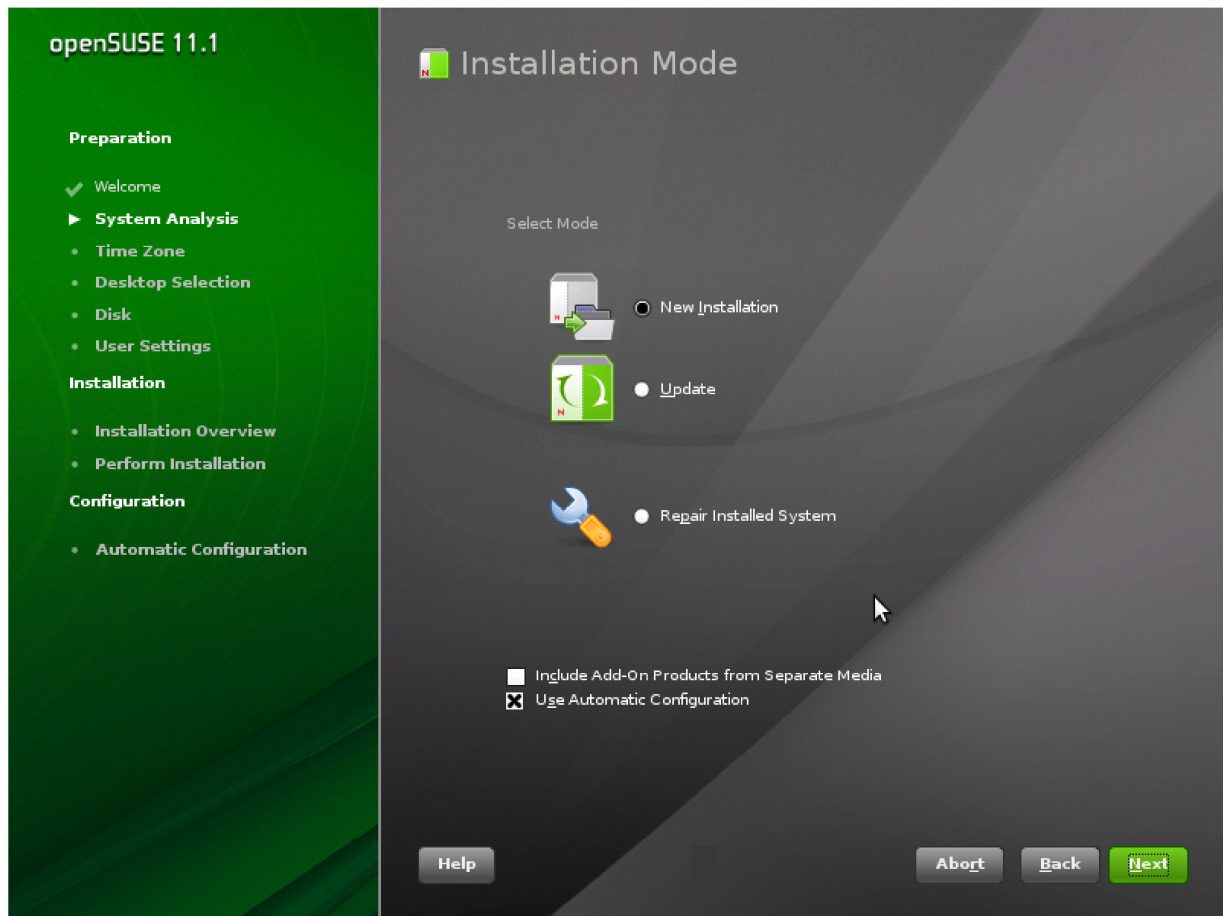 openSUSE 11.1
Preparation
Welcome
System Analysis
Time Zone
Desktop Selection
Disk
User Settings
Installation
Installation Overview
Perform Installation
Configuration
Automatic Configuration
Installation Mode
Select Mode
New Installation
Update
Repair Installed System
Include Add-On Products from Separate Media
Use Automatic Configuration
Help
Abort
Back
Next